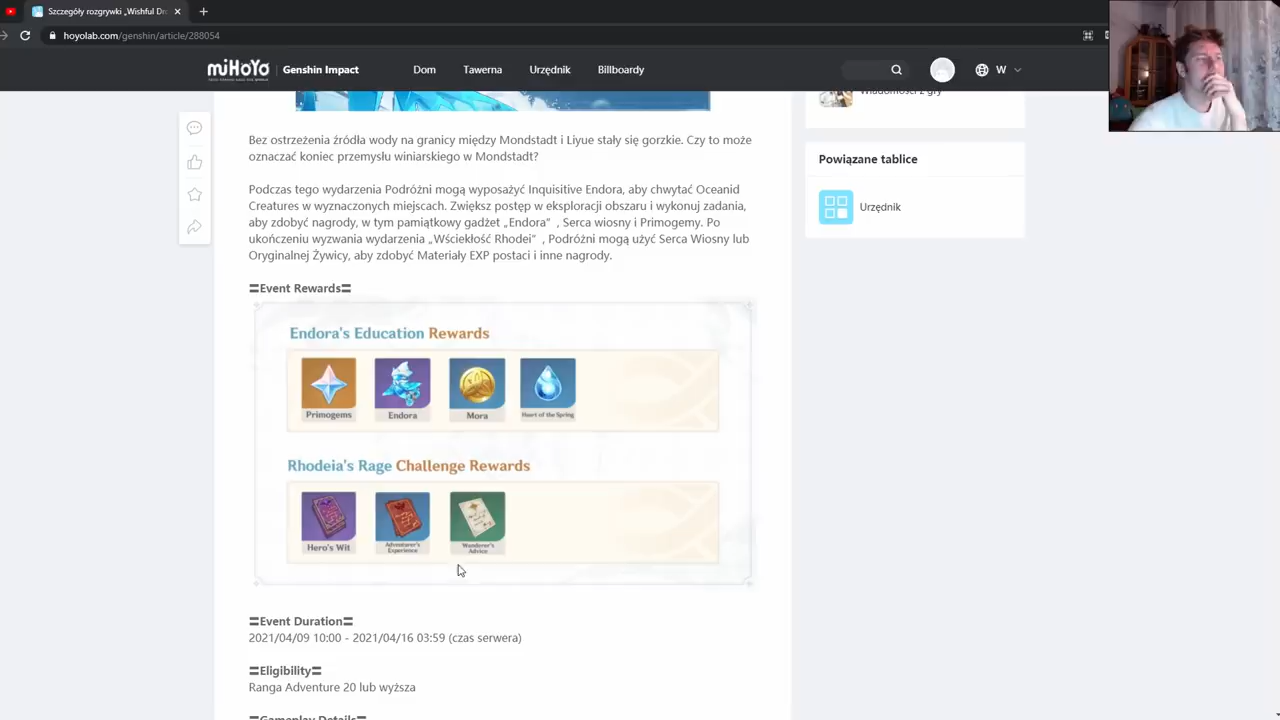 Szczegóły rozgrywki „Wishful Dro
hoyolab.com/genshin/article/288054
miHoYo
Genshin Impact
Dom
Tawerna
Urzędnik
Billboardy
W
Wiadomości z gry
Powiązane tablice
Urzędnik
Bez ostrzeżenia źródła wody na granicy między Mondstadt i Liyue stały się gorzkie. Czy to może
oznaczać koniec przemysłu winiarskiego w Mondstadt?
Podczas tego wydarzenia Podróżni mogą wyposażyć Inquisitive Endora, aby chwytać Oceanid
Creatures w wyznaczonych miejscach. Zwiększ postęp w eksploracji obszaru i wykonuj zadania,
aby zdobyć nagrody, w tym pamiątkowy gadżet „Endora” , Serca wiosny i Primogemy. Po
ukończeniu wyzwania wydarzenia „Wściekłość Rhodei” , Podróżni mogą użyć Serca Wiosny lub
Oryginalnej Żywicy, aby zdobyć Materiały EXP postaci i inne nagrody.
〓Event Rewards〓
Endora's Education Rewards
Primogems
Endora
Mora
Heart of the Spring
Rhodeia's Rage Challenge Rewards
Hero's Wit
Adventurer's
Experience
Wanderer's
Advice
〓Event Duration〓
2021/04/09 10:00 - 2021/04/16 03:59 (czas serwera)
〓Eligibility〓
Ranga Adventure 20 lub wyższa
〓Gameplay Details〓